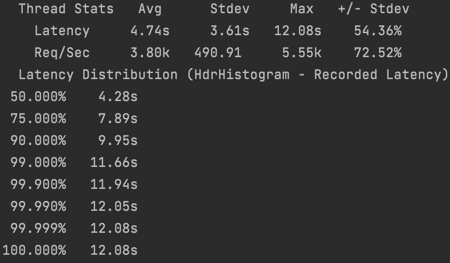 Thread Stats   Avg      Stdev     Max   +/- Stdev
Latency     4.74s     3.61s   12.08s    54.36%
Req/Sec     3.80k   490.91     5.55k    72.52%
Latency Distribution (HdrHistogram - Recorded Latency)
50.000%    4.28s
75.000%    7.89s
90.000%    9.95s
99.000%   11.66s
99.900%   11.94s
99.990%   12.05s
99.999%   12.08s
100.000%   12.08s